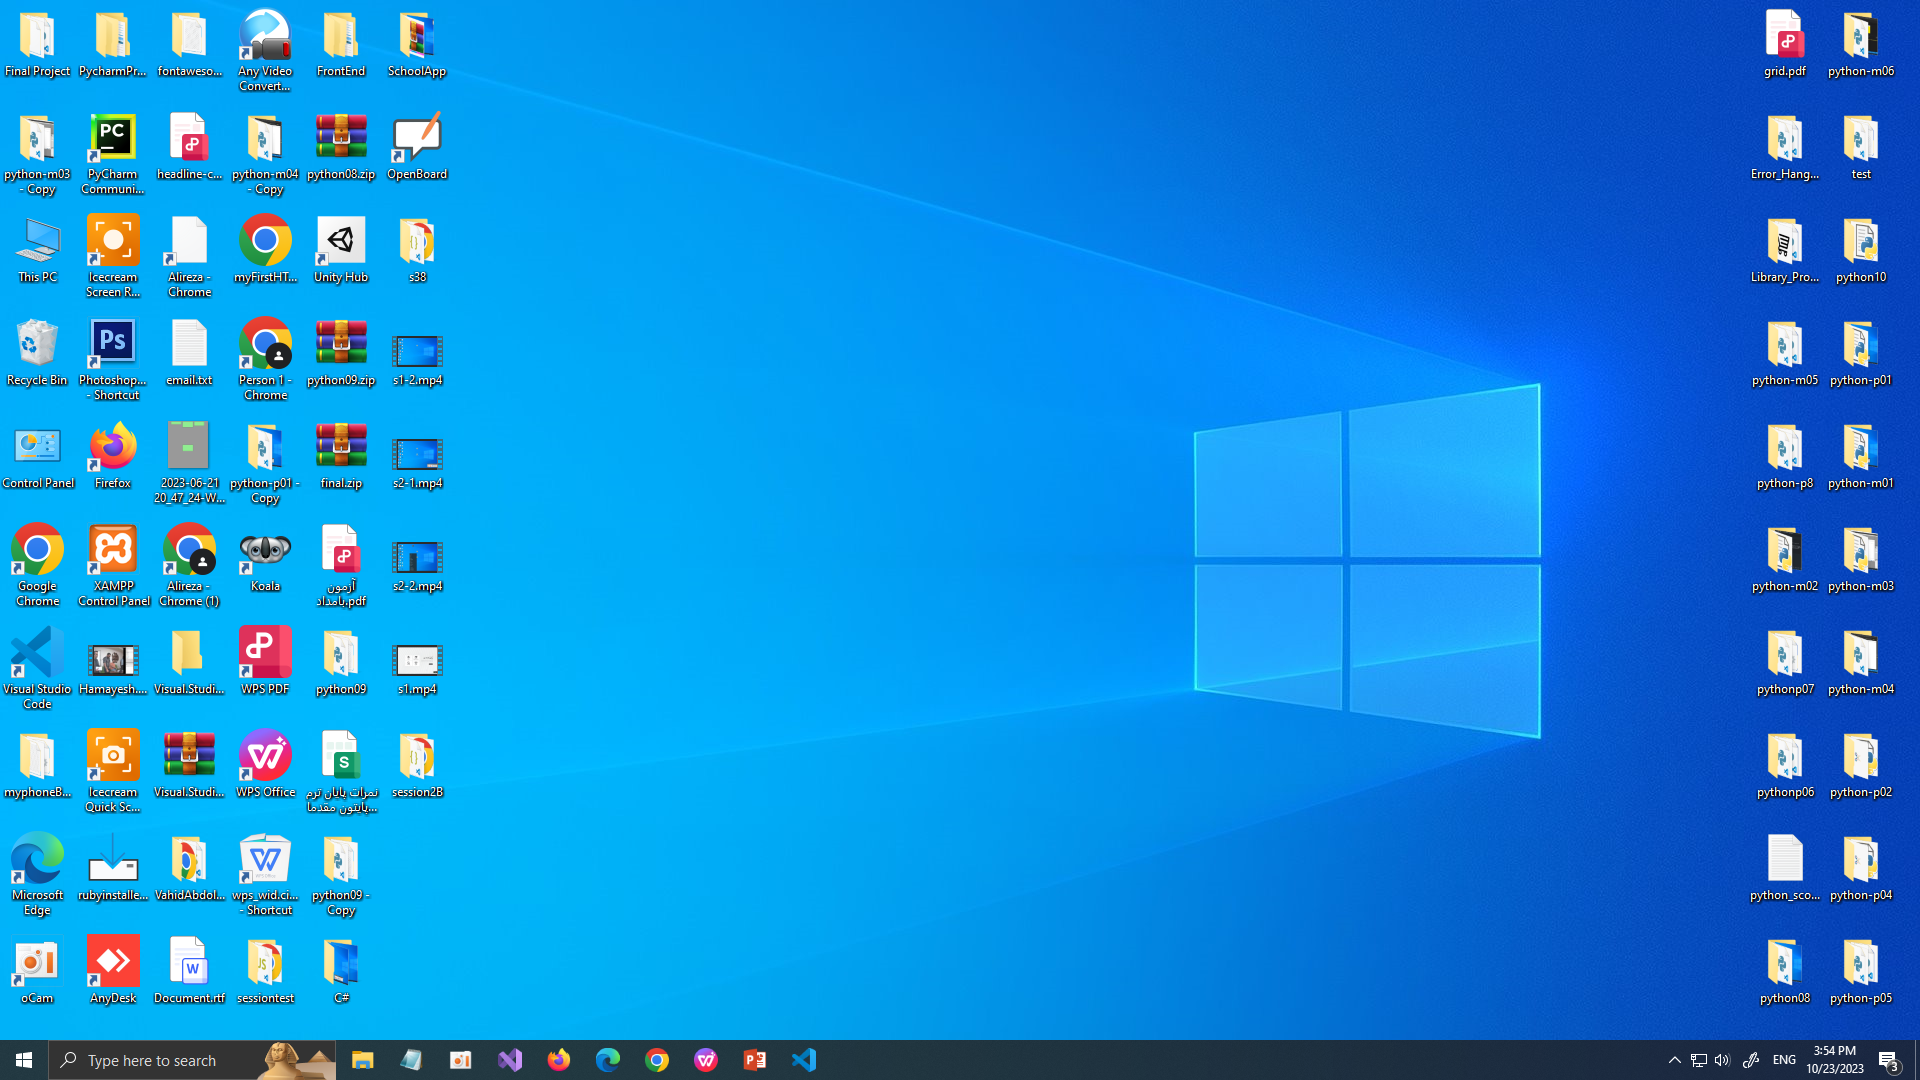 Final Project
PycharmPr...
fontaweso...
Any Video
Convert...
FrontEnd
SchoolApp
grid.pdf
python-m06
python-m03
- Copy
PyCharm
Communi...
headline-c...
python-m04
- Copy
python08.zip
OpenBoard
Error_Hang...
test
This PC
Icecream
Screen R...
Alireza -
Chrome
myFirstHT...
Unity Hub
s38
Library_Pro...
python10
Recycle Bin
Photoshop...
- Shortcut
email.txt
Person 1 -
Chrome
python09.zip
s1-2.mp4
python-m05
python-p01
Control Panel
Firefox
2023-06-21
20_47_24-W...
python-p01 -
Copy
final.zip
s2-1.mp4
python-p8
python-m01
Google
Chrome
XAMPP
Control Panel
Alireza -
Chrome (1)
Koala
آزمون
بامداد.pdf
s2-2.mp4
python-m02
python-m03
Visual Studio
Code
Hamayesh....
Visual.Studi...
WPS PDF
python09
s1.mp4
pythonp07
python-m04
myphoneB...
Icecream
Quick Sc...
Visual.Studi...
WPS Office
نمرات پایان ترم
پایتون مقدما...
session2B
pythonp06
python-p02
Microsoft
Edge
rubyinstalle...
VahidAbdol...
wps_wid.ci...
- Shortcut
python09 -
Copy
python_sco...
python-p04
oCam
AnyDesk
Document.rtf
sessiontest
C#
python08
python-p05
Type here to search
ENG
3:54 PM
10/23/2023
3